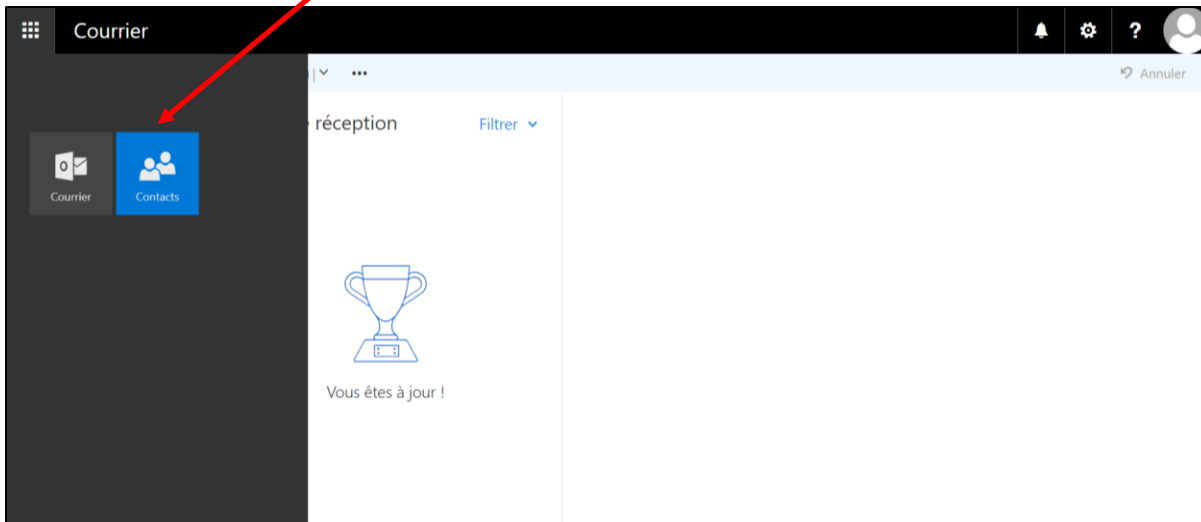 Courrier
?
Annuler
réception
Filtrer
Courrier
Contacts
Vous êtes à jour !